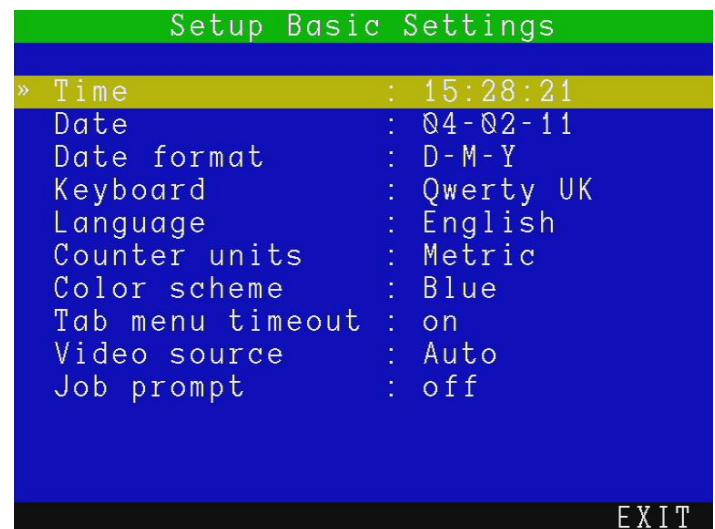 Setup Basic Settings
» Time : 15:28:21
Date : 04-02-11
Date format : D-M-Y
Keyboard : Qwerty UK
Language : English
Counter units : Metric
Color scheme : Blue
Tab menu timeout : on
Video source : Auto
Job prompt : off
EXIT